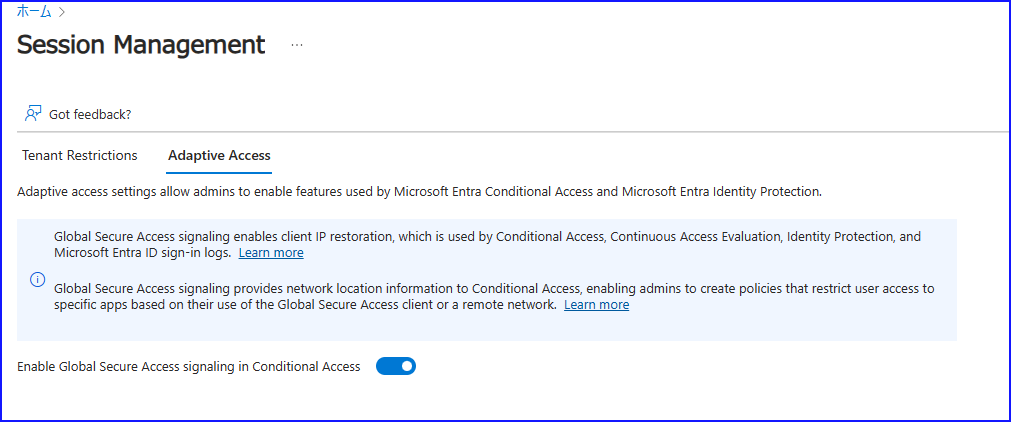 ホーム >
Session Management ...
Got feedback?
Tenant Restrictions Adaptive Access
Adaptive access settings allow admins to enable features used by Microsoft Entra Conditional Access and Microsoft Entra Identity Protection.
Global Secure Access signaling enables client IP restoration, which is used by Conditional Access, Continuous Access Evaluation, Identity Protection, and
Microsoft Entra ID sign-in logs. Learn more
Global Secure Access signaling provides network location information to Conditional Access, enabling admins to create policies that restrict user access to
specific apps based on their use of the Global Secure Access client or a remote network. Learn more
Enable Global Secure Access signaling in Conditional Access